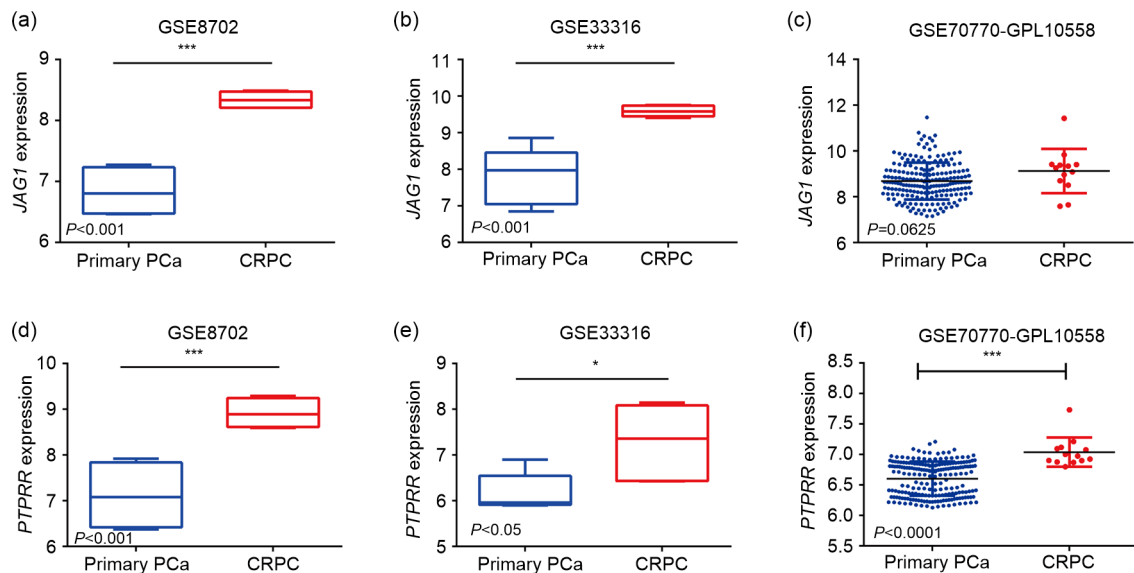 (a)
GSE8702
***
9
8
7
6
JAG1 expression
P<0.001
Primary PCa
CRPC
(b)
GSE33316
***
11
10
9
8
7
6
JAG1 expression
P<0.001
Primary PCa
CRPC
(c)
GSE70770-GPL10558
14
12
10
8
6
JAG1 expression
P=0.0625
Primary PCa
CRPC
(d)
GSE8702
***
10
9
8
7
6
PTPRR expression
P<0.001
Primary PCa
CRPC
(e)
GSE33316
*
9
8
7
6
5
PTPRR expression
P<0.05
Primary PCa
CRPC
(f)
GSE70770-GPL10558
***
8.5
8.0
7.5
7.0
6.5
6.0
5.5
PTPRR expression
P<0.0001
Primary PCa
CRPC